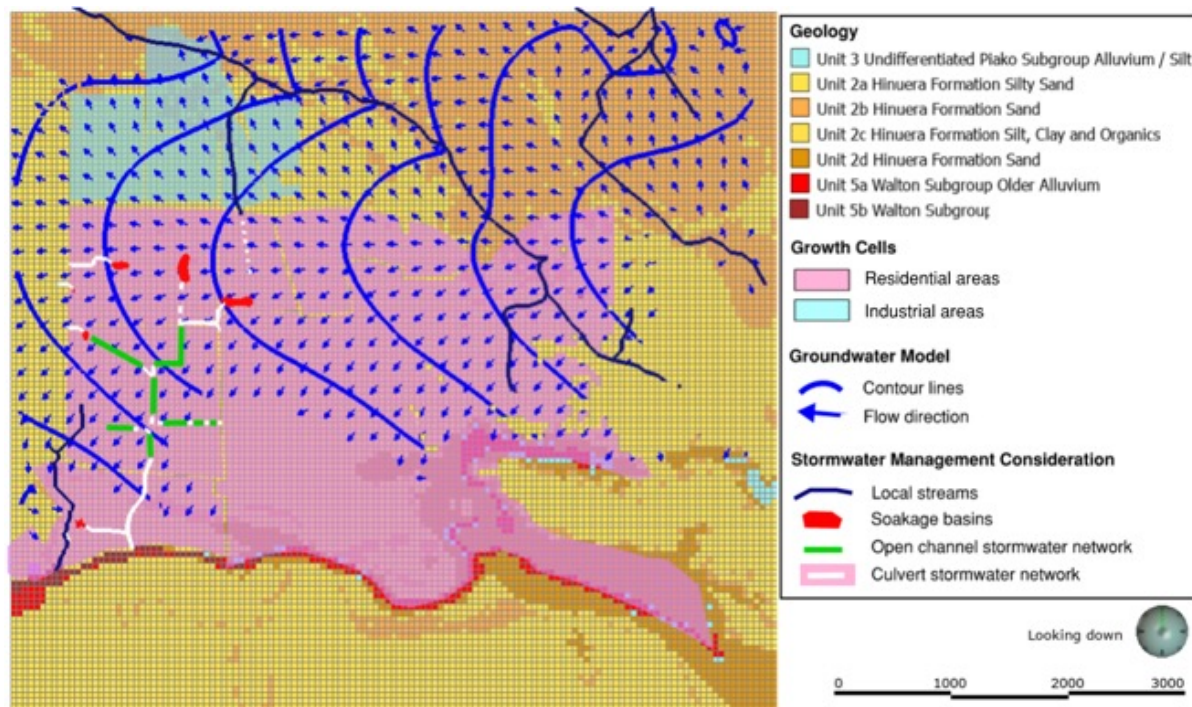 Geology
Unit 3 Undifferentiated Piako Subgroup Alluvium / Silt
Unit 2a Hinuera Formation Silty Sand
Unit 2b Hinuera Formation Sand
Unit 2c Hinuera Formation Silt, Clay and Organics
Unit 2d Hinuera Formation Sand
Unit 5a Walton Subgroup Older Alluvium
Unit 5b Walton Subgroup
Growth Cells
Residential areas
Industrial areas
Groundwater Model
Contour lines
Flow direction
Stormwater Management Consideration
Local streams
Soakage basins
Open channel stormwater network
Culvert stormwater network
Looking down
0 1000 2000 3000